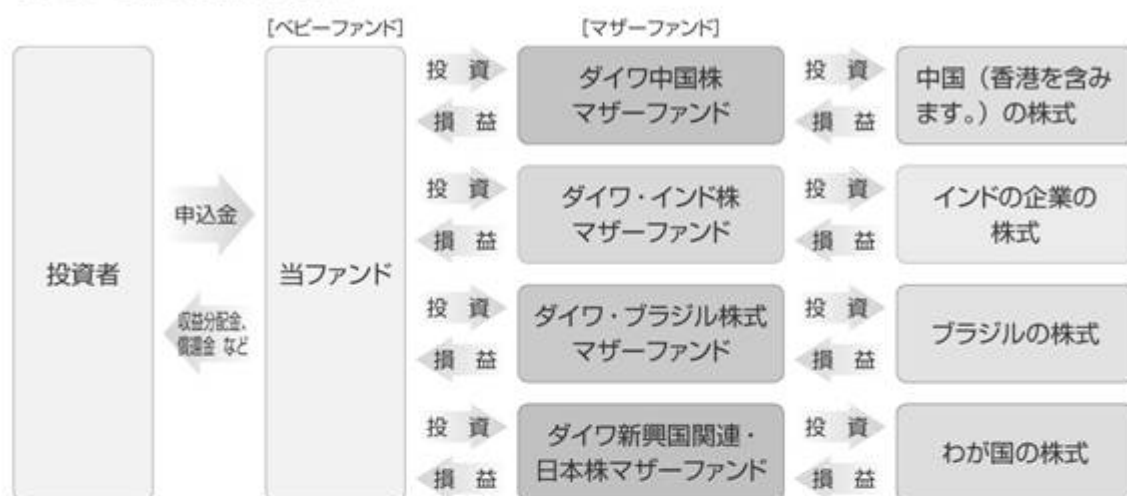 [ベビーファンド]
[マザーファンド]
投資者
申込金
収益分配金、
償還金 など
当ファンド
投 資
損 益
ダイワ中国株
マザーファンド
投 資
損 益
中国（香港を含み
ます。）の株式
投 資
損 益
ダイワ・インド株
マザーファンド
投 資
損 益
インドの企業の
株式
投 資
損 益
ダイワ・ブラジル株式
マザーファンド
投 資
損 益
ブラジルの株式
投 資
損 益
ダイワ新興国関連・
日本株マザーファンド
投 資
損 益
わが国の株式